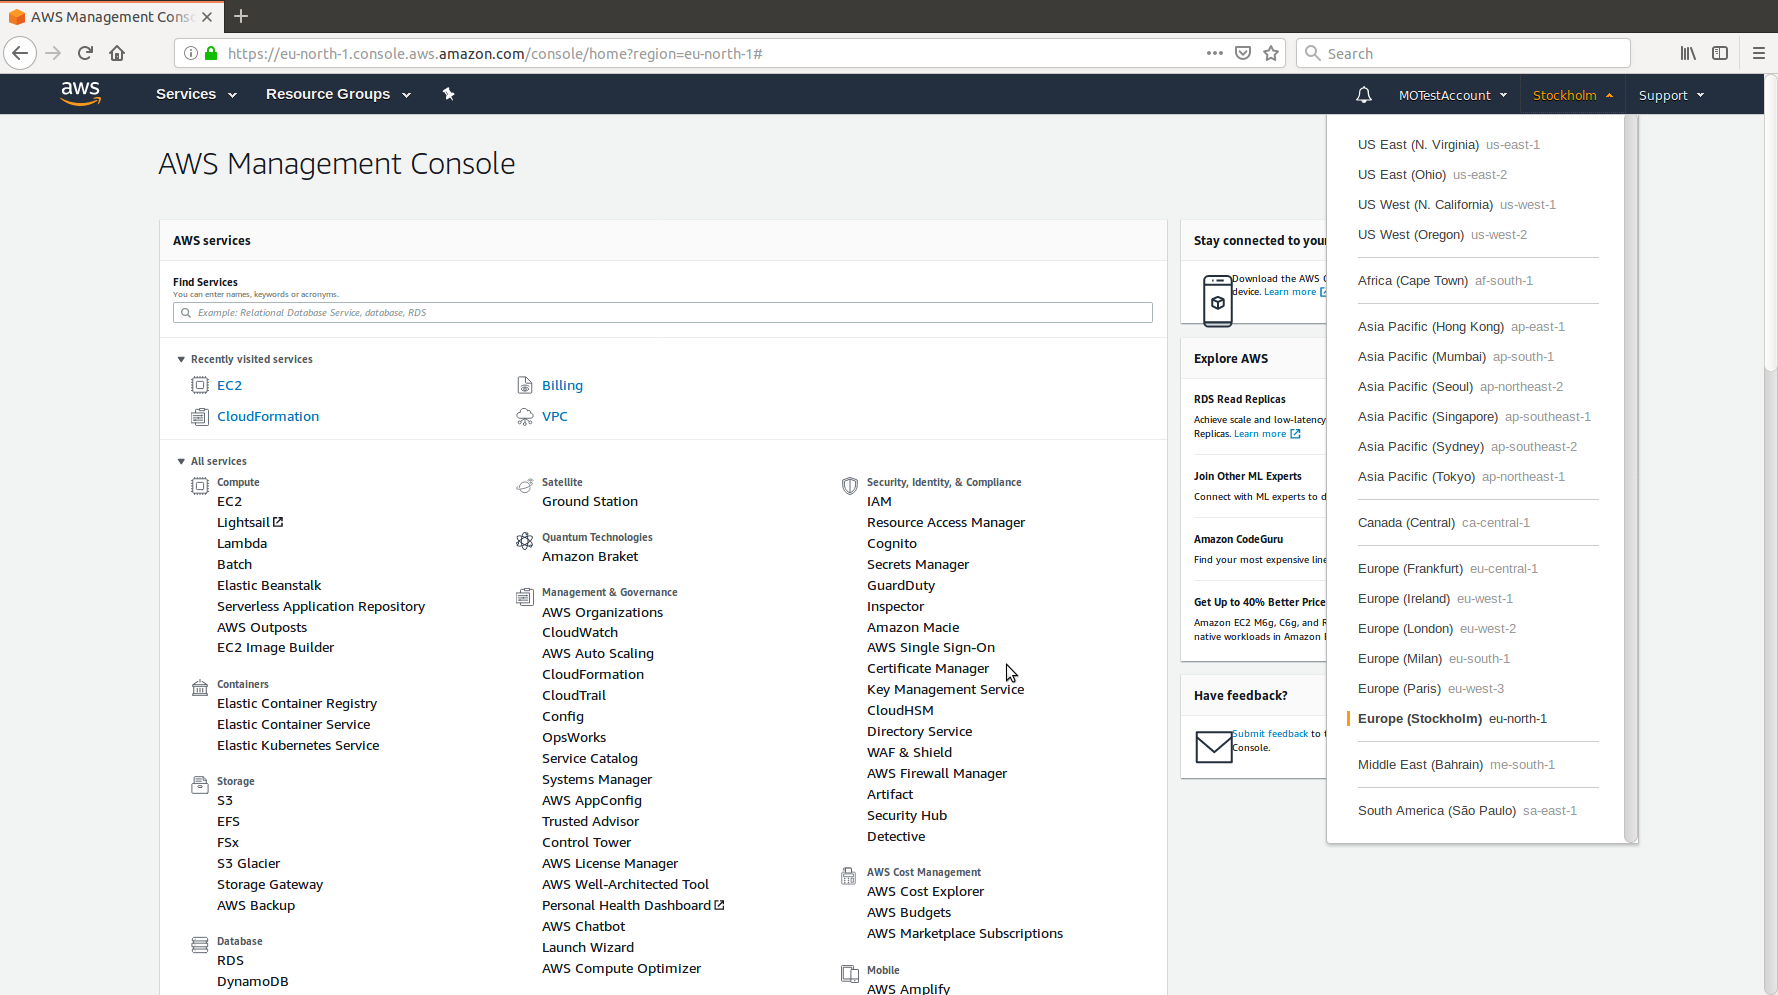 AWS Management Conso
https://eu-north-1.console.aws.amazon.com/console/home?region=eu-north-1#
Search
aws
Services
Resource Groups
MOTestAccount
Stockholm
Support
AWS Management Console
AWS services
Find Services
You can enter names, keywords or acronyms.
Example: Relational Database Service, database, RDS
Recently visited services
EC2
Billing
CloudFormation
VPC
All services
Compute
EC2
Lightsail
Lambda
Batch
Elastic Beanstalk
Serverless Application Repository
AWS Outposts
EC2 Image Builder
Containers
Elastic Container Registry
Elastic Container Service
Elastic Kubernetes Service
Storage
S3
EFS
FSx
S3 Glacier
Storage Gateway
AWS Backup
Database
RDS
DynamoDB
Satellite
Ground Station
Quantum Technologies
Amazon Braket
Management & Governance
AWS Organizations
CloudWatch
AWS Auto Scaling
CloudFormation
CloudTrail
Config
OpsWorks
Service Catalog
Systems Manager
AWS AppConfig
Trusted Advisor
Control Tower
AWS License Manager
AWS Well-Architected Tool
Personal Health Dashboard
AWS Chatbot
Launch Wizard
AWS Compute Optimizer
Security, Identity, & Compliance
IAM
Resource Access Manager
Cognito
Secrets Manager
GuardDuty
Inspector
Amazon Macie
AWS Single Sign-On
Certificate Manager
Key Management Service
CloudHSM
Directory Service
WAF & Shield
AWS Firewall Manager
Artifact
Security Hub
Detective
AWS Cost Management
AWS Cost Explorer
AWS Budgets
AWS Marketplace Subscriptions
Mobile
AWS Amplify
Stay connected to your
Download the AWS C
device. Learn more
Explore AWS
RDS Read Replicas
Achieve scale and low-latency
Replicas. Learn more
Join Other ML Experts
Connect with ML experts to d
Amazon CodeGuru
Find your most expensive line
Get Up to 40% Better Price
Amazon EC2 M6g, C6g, and R
native workloads in Amazon
Have feedback?
Submit feedback to t
Console.
US East (N. Virginia) us-east-1
US East (Ohio) us-east-2
US West (N. California) us-west-1
US West (Oregon) us-west-2
Africa (Cape Town) af-south-1
Asia Pacific (Hong Kong) ap-east-1
Asia Pacific (Mumbai) ap-south-1
Asia Pacific (Seoul) ap-northeast-2
Asia Pacific (Singapore) ap-southeast-1
Asia Pacific (Sydney) ap-southeast-2
Asia Pacific (Tokyo) ap-northeast-1
Canada (Central) ca-central-1
Europe (Frankfurt) eu-central-1
Europe (Ireland) eu-west-1
Europe (London) eu-west-2
Europe (Milan) eu-south-1
Europe (Paris) eu-west-3
Europe (Stockholm) eu-north-1
Middle East (Bahrain) me-south-1
South America (São Paulo) sa-east-1